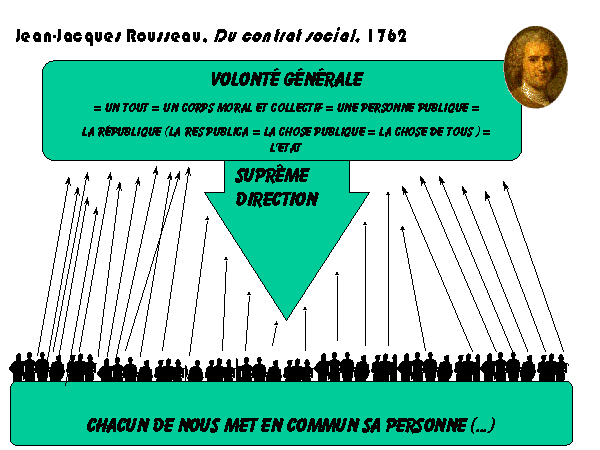 Jean-Jacques Rousseau, Du contrat social, 1762
VOLONTÉ GÉNÉRALE
= UN TOUT = UN CORPS MORAL ET COLLECTIF = UNE PERSONNE PUBLIQUE =
LA RÉPUBLIQUE (LA RES PUBLICA = LA CHOSE PUBLIQUE = LA CHOSE DE TOUS ) =
L'ETAT
SUPRÊME
DIRECTION
CHACUN DE NOUS MET EN COMMUN SA PERSONNE (...)